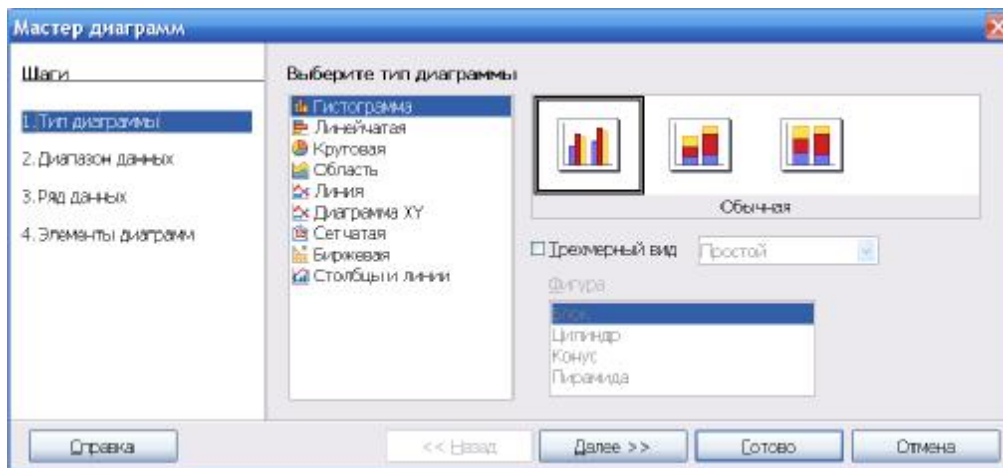 Мастер диаграмм
Шаги
1.Тип диаграммы
2.Диапазон данных
3.Ряд данных
4.Элементы диаграмм
Выберите тип диаграммы
Гистограмма
Линейчатая
Круговая
Область
Линия
Диаграмма XY
Сетчатая
Биржевая
Столбцы и линии
Обычная
Трехмерный вид
Простой
Фигура
Блок
Цилиндр
Конус
Пирамида
Справка
<< Назад
Далее >>
Готово
Отмена